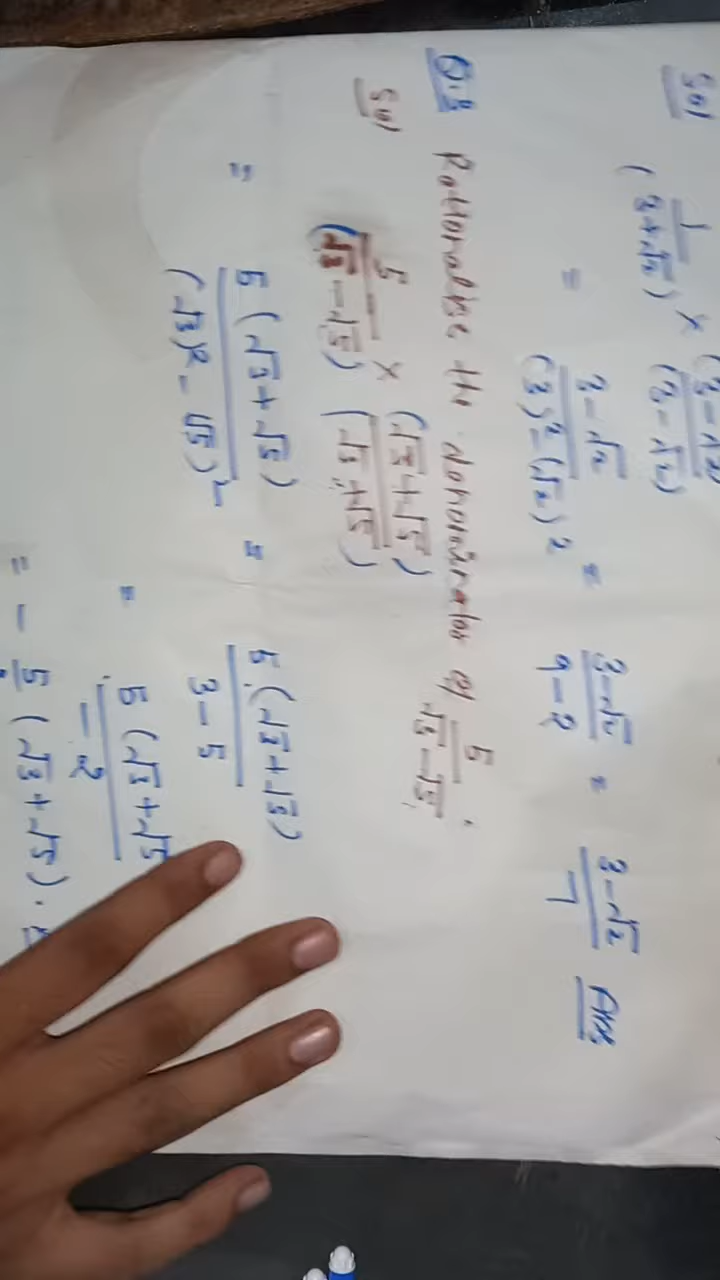 Sol
1/(3+√2) × (3-√2)/(3-√2)
= 3-√2/(3)²-(√2)² = 3-√2/9-2 = 3-√2/7 Ans
Q.3 Rationalise the denominator of 5/√3-√5.
Sol 5/(√3-√5) × (√3+√5)/(√3+√5)
= 5(√3+√5)/(√3)²-(√5)² = 5(√3+√5)/3-5
= 5(√3+√5/-2
= -5/2(√3+√5).